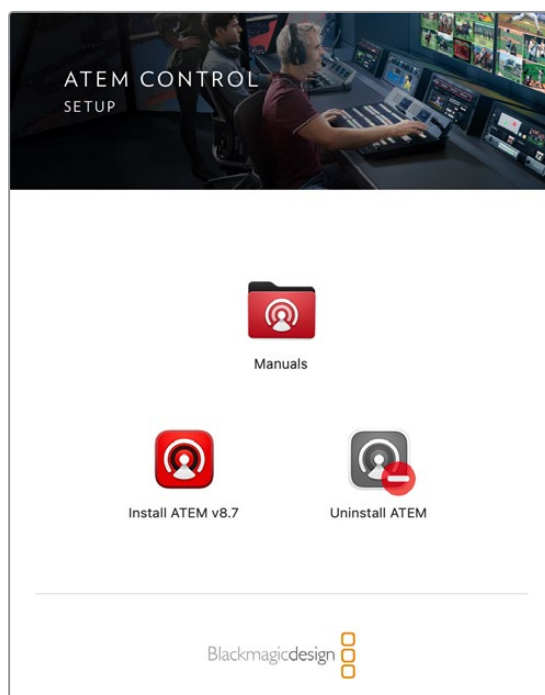 ATEM CONTROL
SETUP
Manuals
Install ATEM v8.7
Uninstall ATEM
Blackmagicdesign